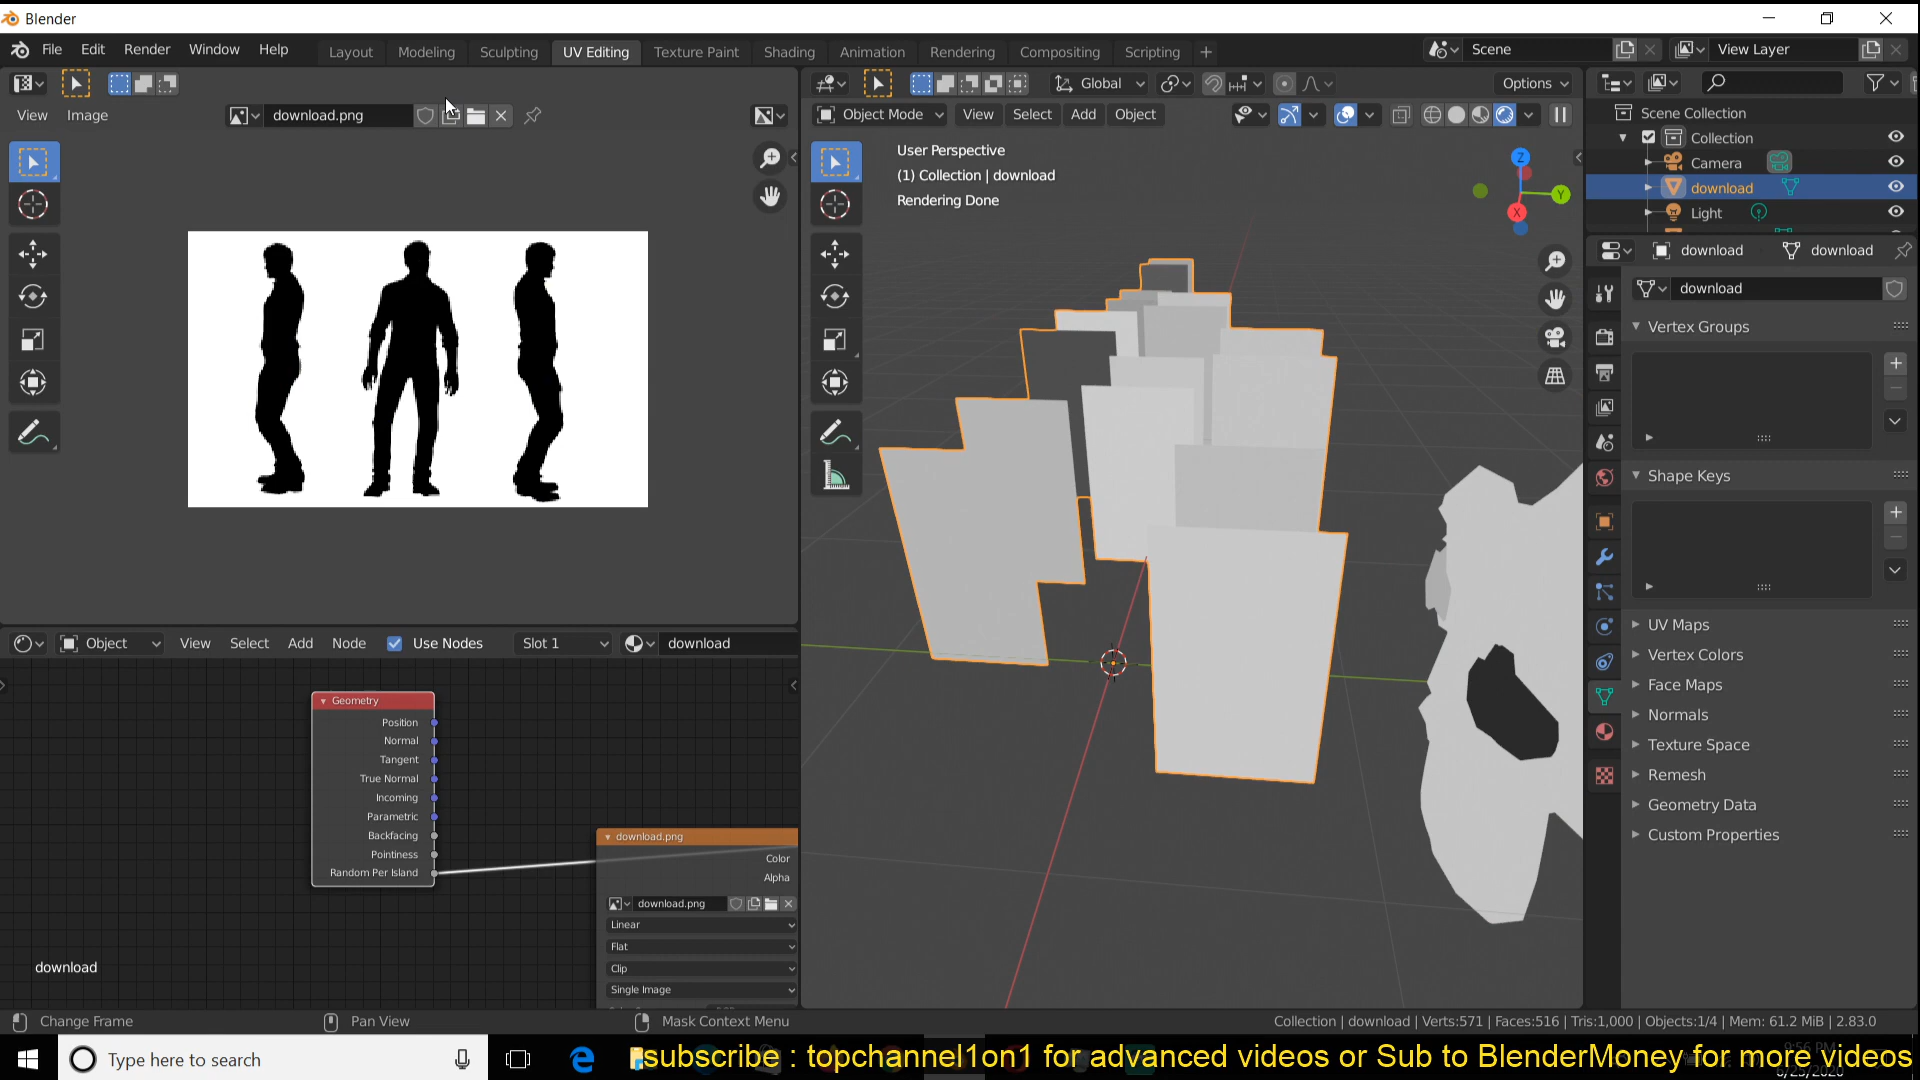 Blender
File Edit Render Window Help
Layout Modeling Sculpting UV Editing Texture Paint Shading Animation Rendering Compositing Scripting +
Scene
View Layer
Global
Options
View Image
download.png
Object Mode View Select Add Object
User Perspective
(1) Collection | download
Rendering Done
Z
Y
X
Scene Collection
Collection
Camera
download
Light
download download
download
Vertex Groups
Shape Keys
UV Maps
Vertex Colors
Face Maps
Normals
Texture Space
Remesh
Geometry Data
Custom Properties
Object View Select Add Node Use Nodes Slot 1 download
Geometry
Position
Normal
Tangent
True Normal
Incoming
Parametric
Backfacing
Pointiness
Random Per Island
download.png
Color
Alpha
download.png
Linear
Flat
Clip
Single Image
download
Change Frame
Pan View
Mask Context Menu
Collection | download | Verts:571 | Faces:516 | Tris:1,000 | Objects:1/4 | Mem: 61.2 MiB | 2.83.0
Type here to search
subscribe : topchannel1on1 for advanced videos or Sub to BlenderMoney for more videos
9:56 PM
6/25/2020